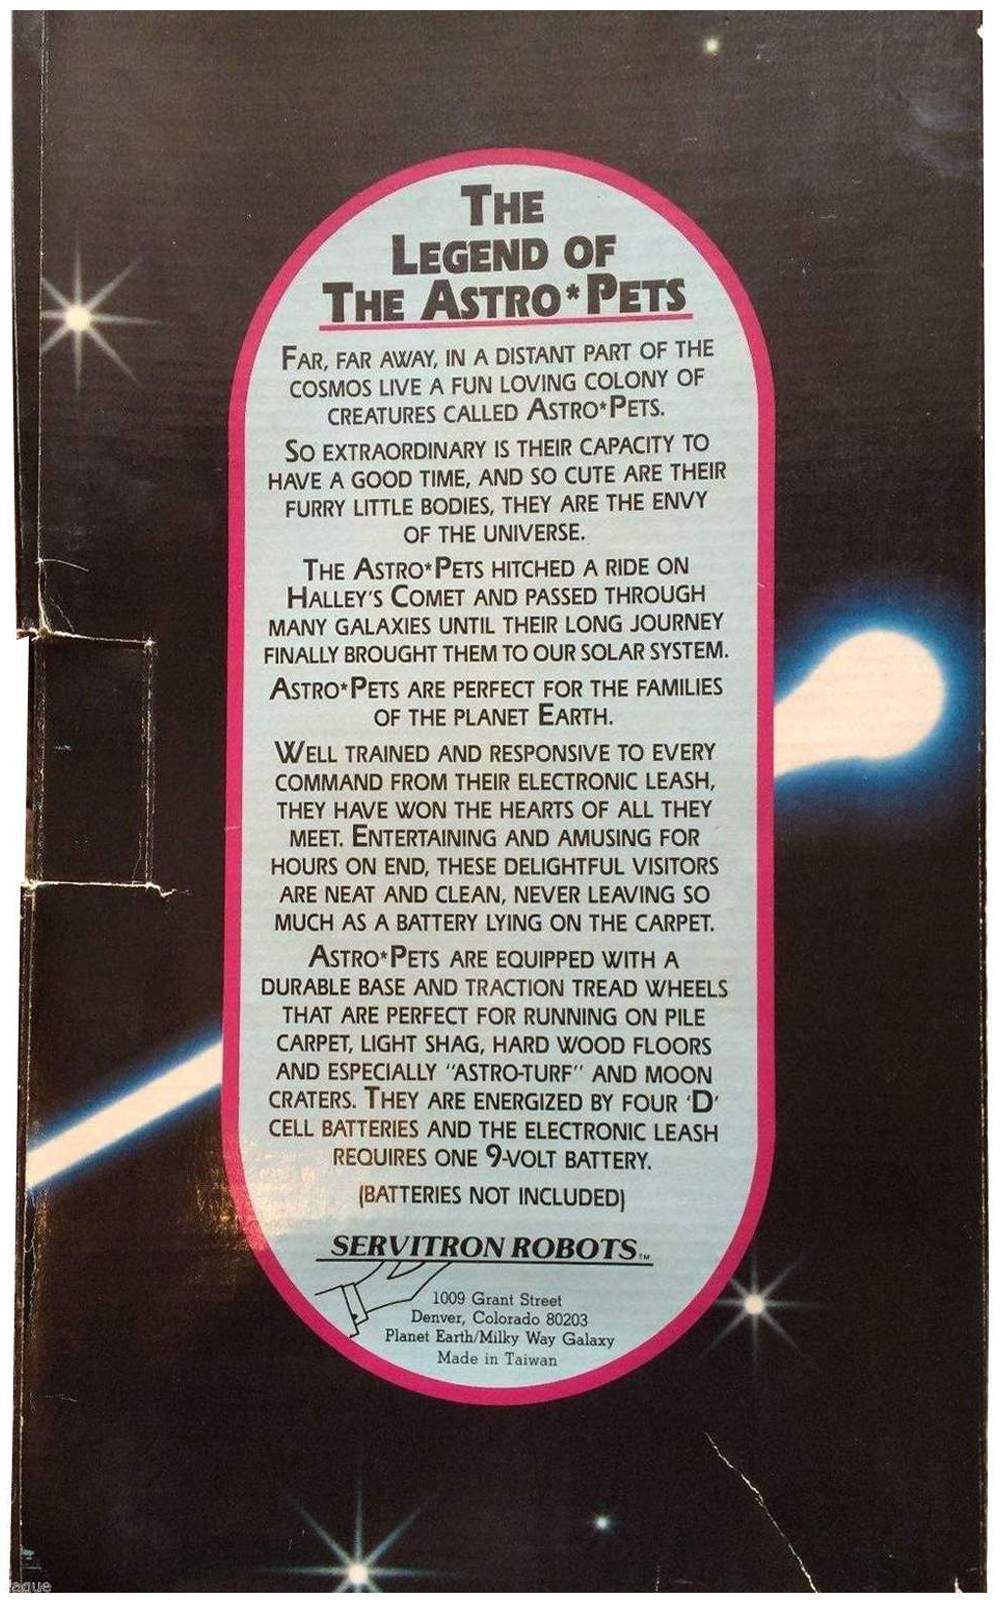 THE
LEGEND OF
THE ASTRO*PETS
FAR, FAR AWAY, IN A DISTANT PART OF THE
COSMOS LIVE A FUN LOVING COLONY OF
CREATURES CALLED ASTRO*PETS.
SO EXTRAORDINARY IS THEIR CAPACITY TO
HAVE A GOOD TIME, AND SO CUTE ARE THEIR
FURRY LITTLE BODIES, THEY ARE THE ENVY
OF THE UNIVERSE.
THE ASTRO*PETS HITCHED A RIDE ON
HALLEY'S COMET AND PASSED THROUGH
MANY GALAXIES UNTIL THEIR LONG JOURNEY
FINALLY BROUGHT THEM TO OUR SOLAR SYSTEM.
ASTRO*PETS ARE PERFECT FOR THE FAMILIES
OF THE PLANET EARTH.
WELL TRAINED AND RESPONSIVE TO EVERY
COMMAND FROM THEIR ELECTRONIC LEASH,
THEY HAVE WON THE HEARTS OF ALL THEY
MEET. ENTERTAINING AND AMUSING FOR
HOURS ON END, THESE DELIGHTFUL VISITORS
ARE NEAT AND CLEAN, NEVER LEAVING SO
MUCH AS A BATTERY LYING ON THE CARPET.
ASTRO*PETS ARE EQUIPPED WITH A
DURABLE BASE AND TRACTION TREAD WHEELS
THAT ARE PERFECT FOR RUNNING ON PILE
CARPET, LIGHT SHAG, HARD WOOD FLOORS
AND ESPECIALLY "ASTRO-TURF" AND MOON
CRATERS. THEY ARE ENERGIZED BY FOUR 'D'
CELL BATTERIES AND THE ELECTRONIC LEASH
REQUIRES ONE 9-VOLT BATTERY.
(BATTERIES NOT INCLUDED)
SERVITRON ROBOTS TM
1009 Grant Street
Denver, Colorado 80203
Planet Earth/Milky Way Galaxy
Made in Taiwan